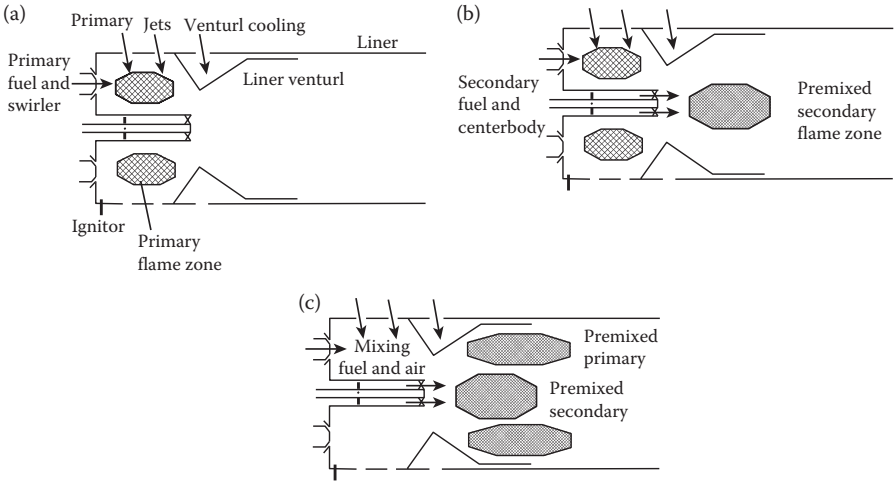 (a)
Primary
Jets
Venturl cooling
Liner
Primary
fuel and
swirler
Liner venturl
Ignitor
Primary
flame zone
(b)
Secondary
fuel and
centerbody
Premixed
secondary
flame zone
(c)
Mixing
fuel and air
Premixed
primary
Premixed
secondary